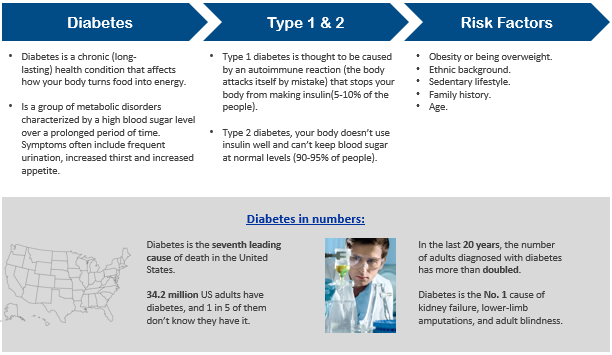 Diabetes
Type 1 & 2
Risk Factors
• Diabetes is a chronic (long-
lasting) health condition that affects
how your body turns food into energy.
• Is a group of metabolic disorders
characterized by a high blood sugar level
over a prolonged period of time.
Symptoms often include frequent
urination, increased thirst and increased
appetite.
• Type 1 diabetes is thought to be caused
by an autoimmune reaction (the body
attacks itself by mistake) that stops your
body from making insulin(5-10% of the
people).
• Type 2 diabetes, your body doesn't use
insulin well and can't keep blood sugar
at normal levels (90-95% of people).
• Obesity or being overweight.
• Ethnic background.
• Sedentary lifestyle.
• Family history.
• Age.
Diabetes in numbers:
Diabetes is the seventh leading
cause of death in the United
States.
34.2 million US adults have
diabetes, and 1 in 5 of them
don't know they have it.
In the last 20 years, the number
of adults diagnosed with diabetes
has more than doubled.
Diabetes is the No. 1 cause of
kidney failure, lower-limb
amputations, and adult blindness.